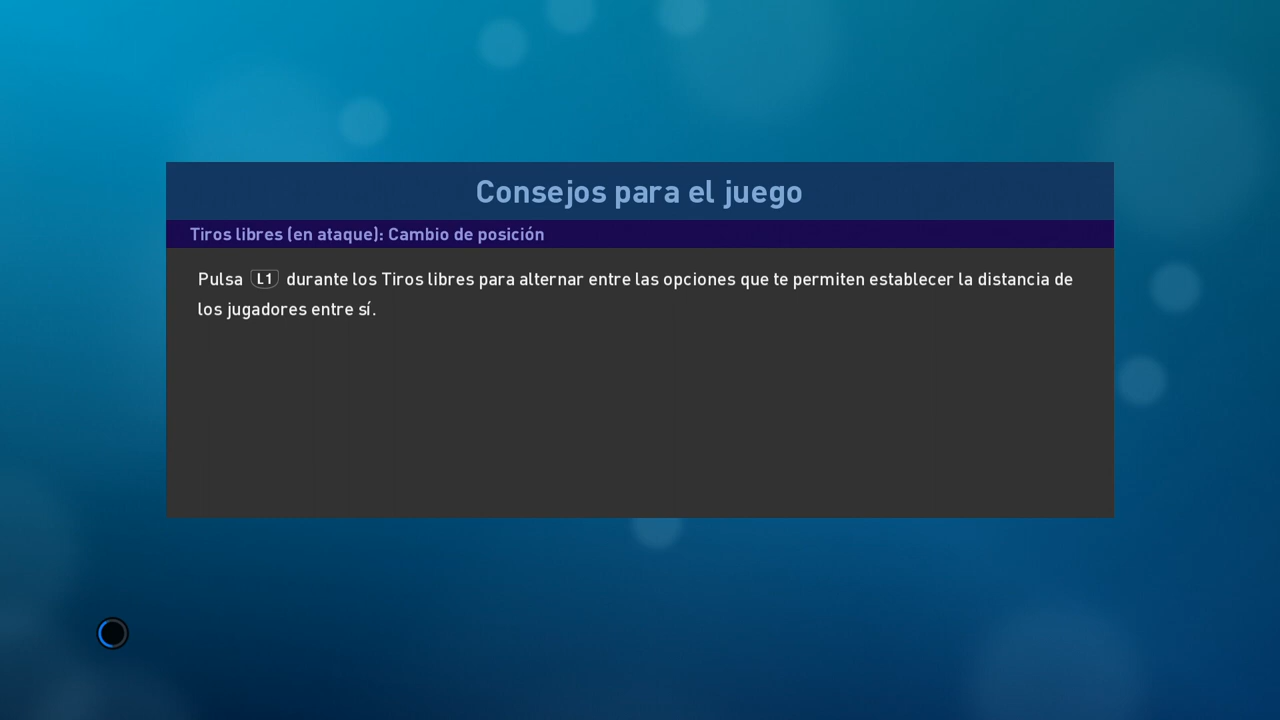 Consejos para el juego
Tiros libres (en ataque): Cambio de posición
Pulsa L1 durante los Tiros libres para alternar entre las opciones que te permiten establecer la distancia de
los jugadores entre sí.